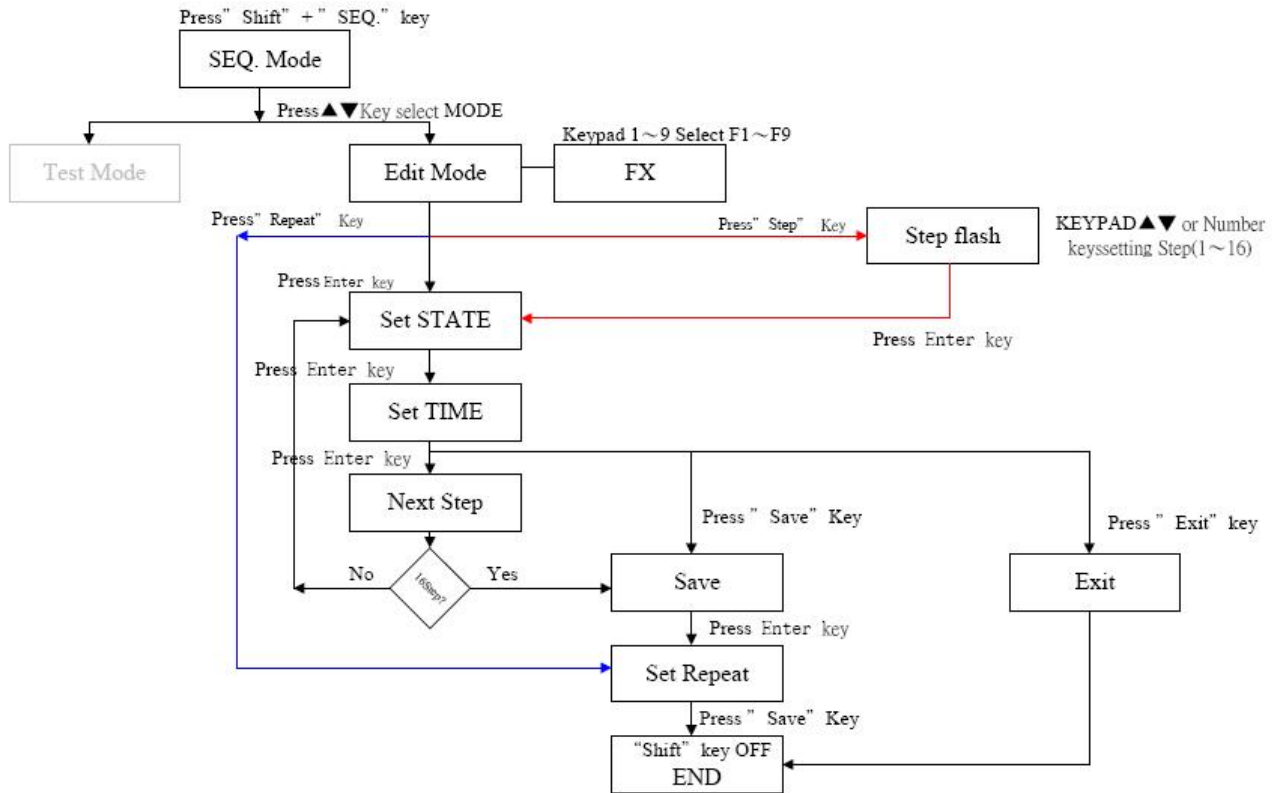 Press” Shift” +” SEQ.” key
SEQ. Mode
Press▲▼Key select MODE
Test Mode
Edit Mode
Keypad 1～9 Select F1～F9
FX
Press” Repeat” Key
Press” Step” Key
Step flash
KEYPAD▲▼ or Number
keyssetting Step(1～16)
Press Enter key
Set STATE
Press Enter key
Press Enter key
Set TIME
Press Enter key
Next Step
Press ” Save” Key
Press ” Exit” key
No
16Step?
Yes
Save
Exit
Press Enter key
Set Repeat
Press ” Save” Key
“Shift” key OFF
END